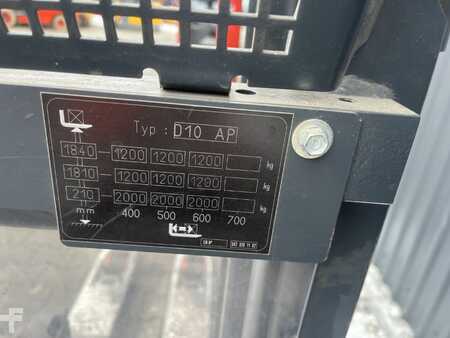 Typ : D10 AP
1840 1200 1200 1200 kg
1810 1200 1200 1200 kg
210 2000 2000 2000 kg
mm 400 500 600 700